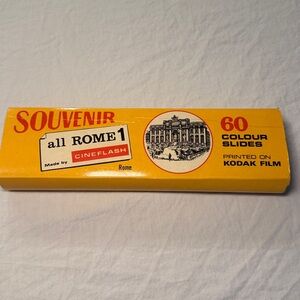 SOUVENIR
all ROME 1
Made by CINEFLASH
Rome
60
COLOUR
SLIDES
PRINTED ON
KODAK FILM